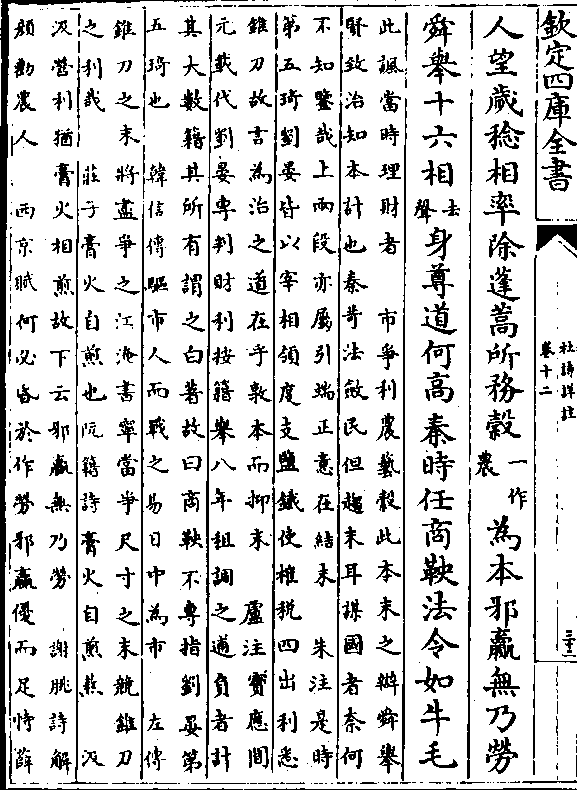 欽定四庫全書
杜詩詳註
卷十二
三十一
人望歲稔相率除蓬蒿所務穀一作農為本邪贏無乃勞
舜舉十六相去聲身尊道何高秦時任商鞅法令如牛毛
此諷當時理財者 市爭利農藝穀此本末之辨舜舉
賢致治知本計也秦苛法斂民但趨末耳謀國者奈何
不知鑒哉上兩段亦屬引端正意在結末 朱注是時
第五琦劉晏皆以宰相領度支鹽鐵使榷稅四出利悉
錐刀故言為治之道在乎敦本而抑末 盧注寶應間
元載代劉晏專判財利按籍舉八年租調之逋負者計
其大數籍其所有謂之白著故曰商鞅不專指劉晏第
五琦也 韓信傳驅市人而戰之易日中為市 左傳
錐刀之末將盡爭之江淹書寧當爭尺寸之末競錐刀
之利哉 莊子膏火自煎也阮籍詩膏火自煎熬 汲
汲營利猶膏火相煎故下云邪贏無乃勞 謝朓詩解
顏勸農人 西京賦何必昏於作勞邪贏優而足恃薛